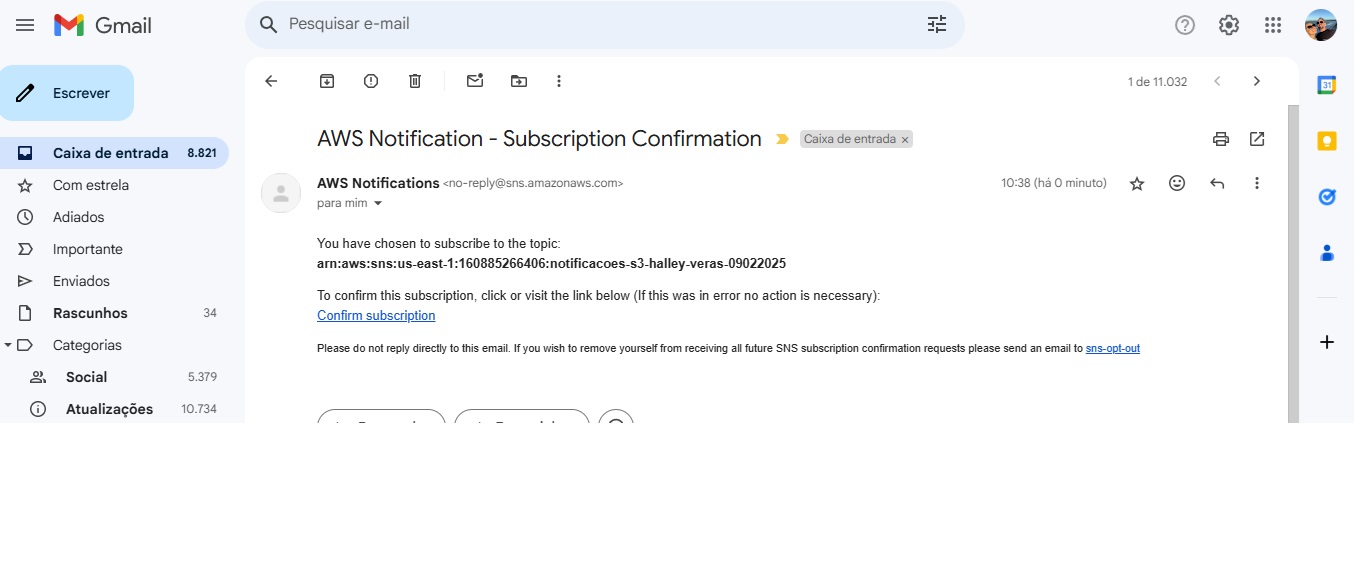 Gmail
Pesquisar e-mail
Escrever
1 de 11.032
31
AWS Notification - Subscription Confirmation
Caixa de entrada ×
Caixa de entrada 8.821
Com estrela
Adiados
Importante
Enviados
Rascunhos 34
Categorias
Social 5.379
Atualizações 10.734
AWS Notifications <no-reply@sns.amazonaws.com>
10:38 (há 0 minuto)
para mim
You have chosen to subscribe to the topic:
arn:aws:sns:us-east-1:160885266406:notificacoes-s3-halley-veras-09022025
To confirm this subscription, click or visit the link below (If this was in error no action is necessary):
Confirm subscription
Please do not reply directly to this email. If you wish to remove yourself from receiving all future SNS subscription confirmation requests please send an email to sns-opt-out